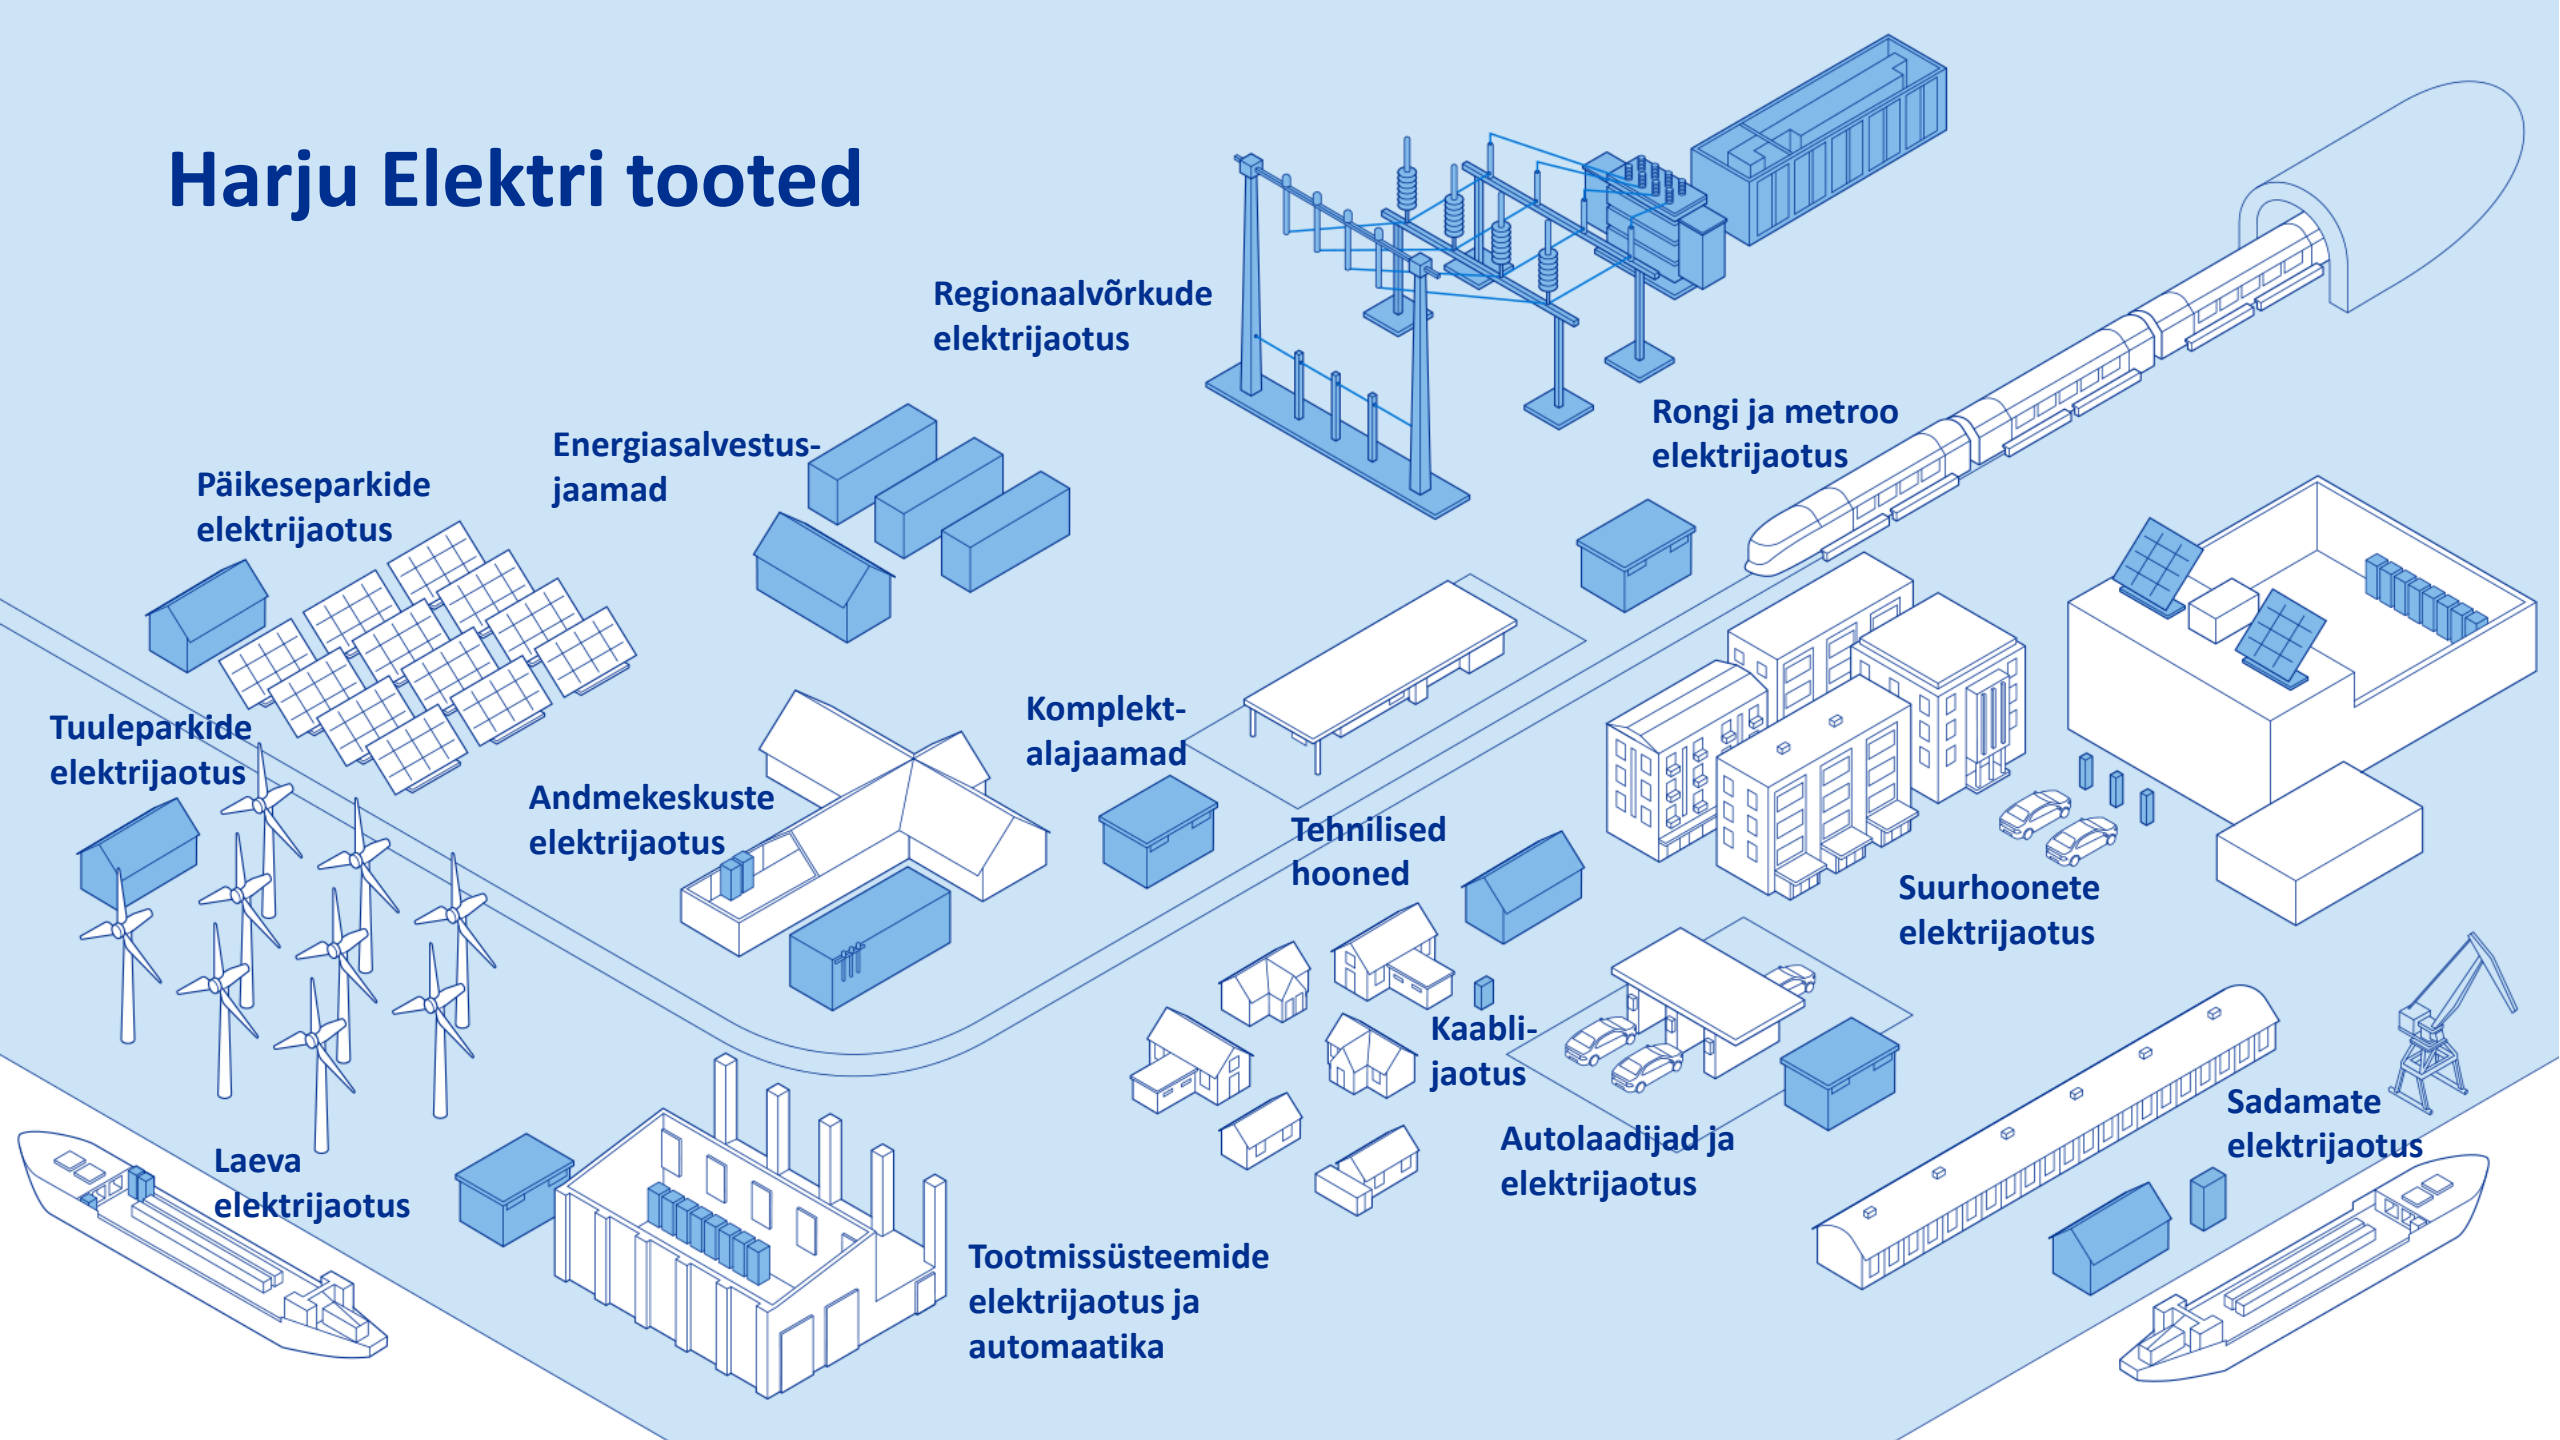 Harju Elektri tooted
Regionaalvõrkude
elektrijaotus
Rongi ja metroo
elektrijaotus
Energiasalvestus-
jaamad
Päikeseparkide
elektrijaotus
Tuuleparkide
elektrijaotus
Andmekeskuste
elektrijaotus
Komplekt-
alajaamad
Tehnilised
hooned
Suurhoonete
elektrijaotus
Kaabli-
jaotus
Autolaadijad ja
elektrijaotus
Sadamate
elektrijaotus
Laeva
elektrijaotus
Tootmissüsteemide
elektrijaotus ja
automaatika